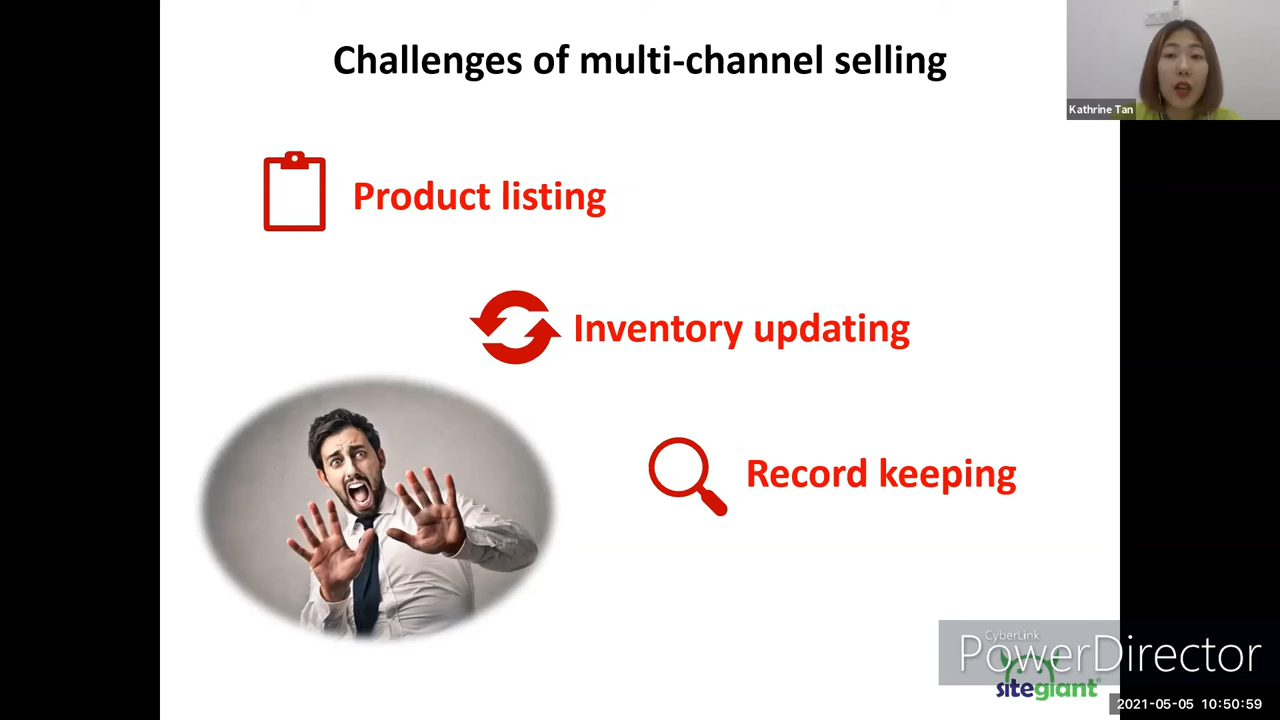 Challenges of multi-channel selling
Kathrine Tan
Product listing
Inventory updating
Record keeping
CyberLink
PowerDirector
sitegiant®
2021-05-05 10:50:59